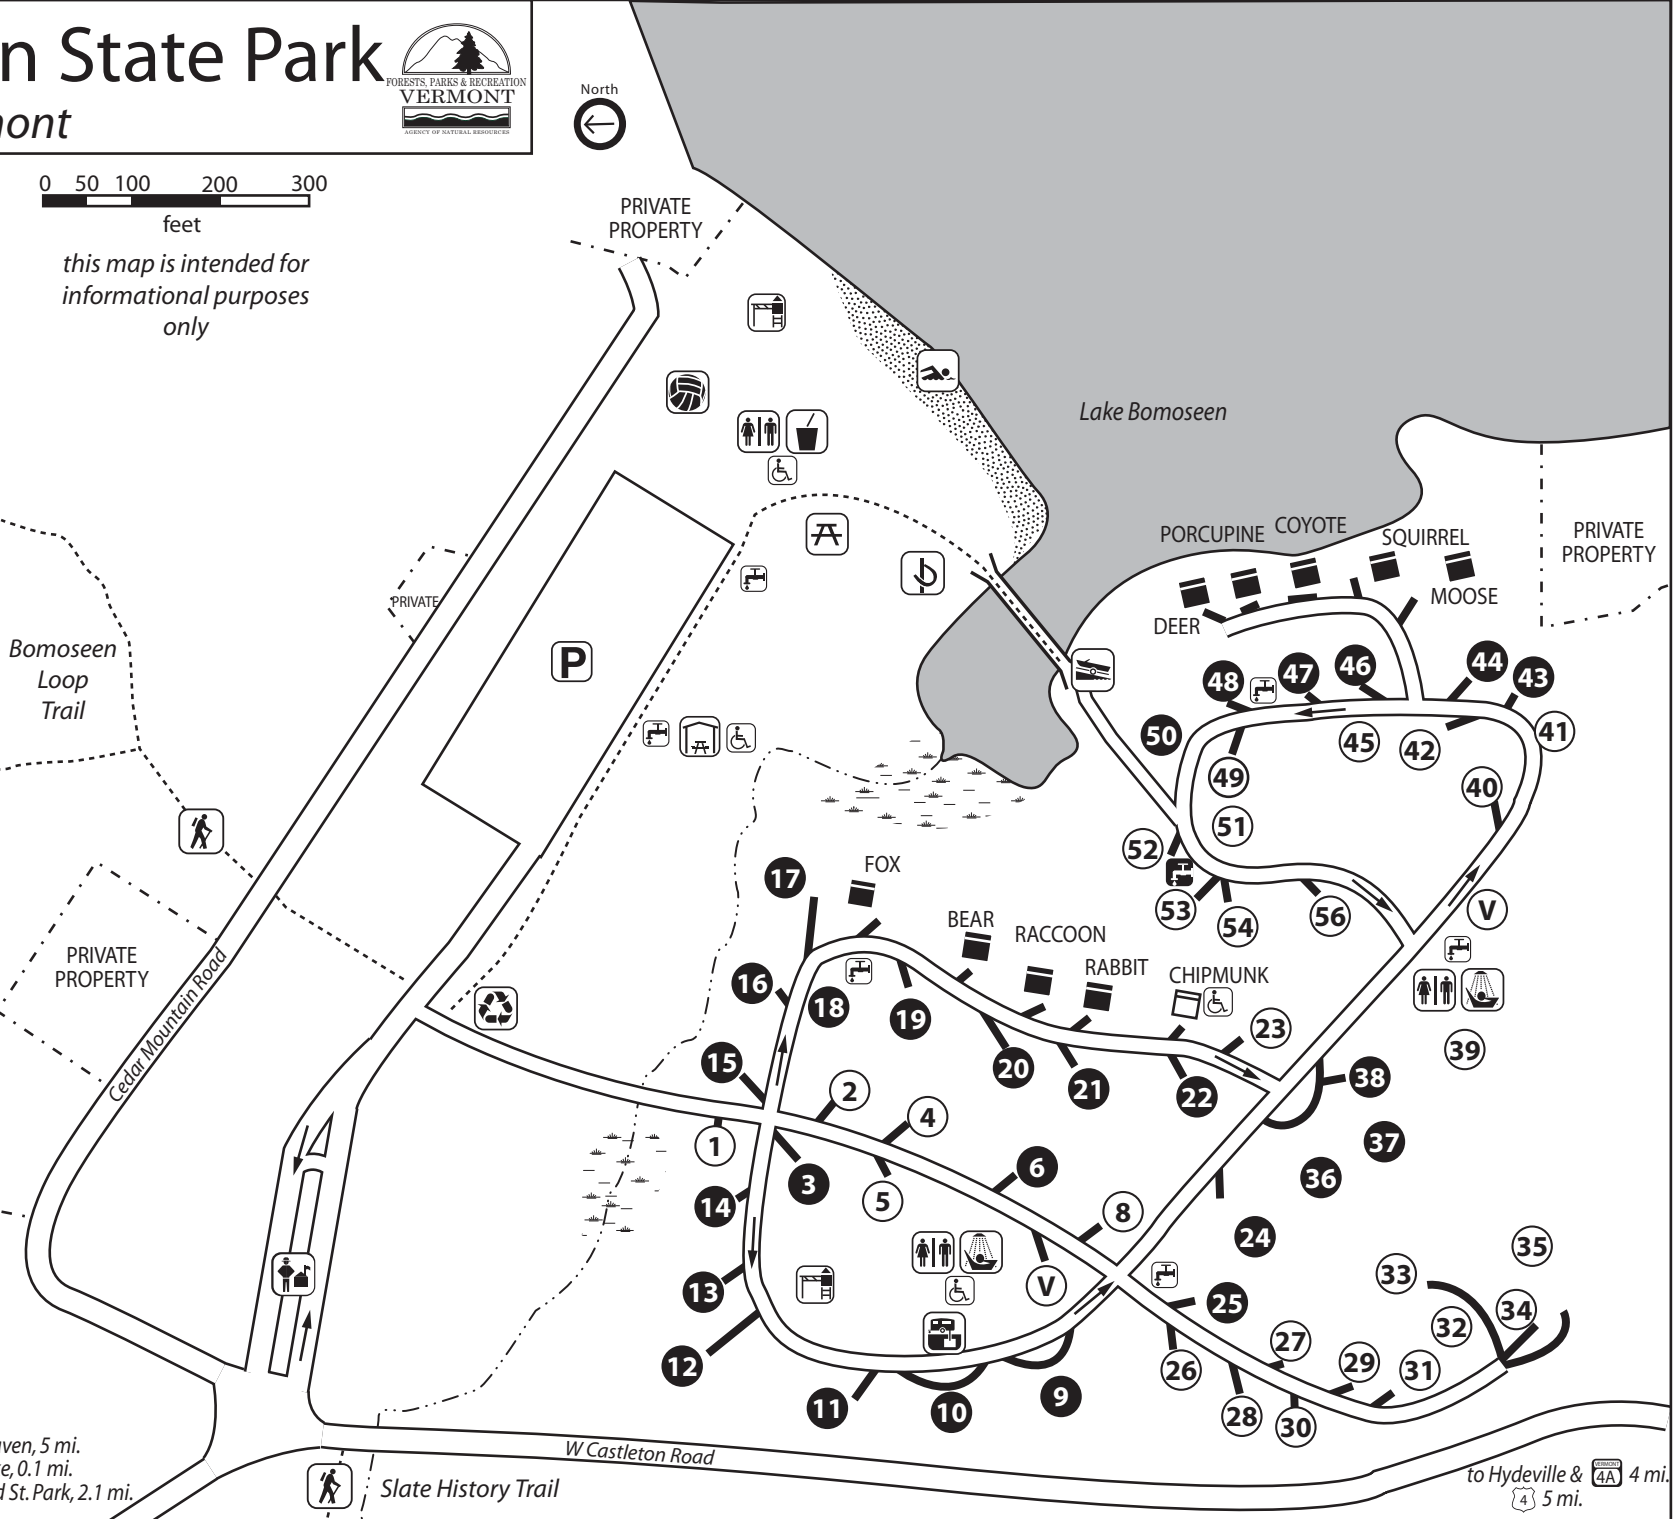 n State Park
nont
FORESTS, PARKS & RECREATION
VERMONT
AGENCY OF NATURAL RESOURCES
North
0 50 100 200 300
feet
this map is intended for
informational purposes
only
PRIVATE
PROPERTY
Lake Bomoseen
PORCUPINE
COYOTE
SQUIRREL
MOOSE
DEER
PRIVATE
PROPERTY
PRIVATE
Bomoseen
Loop
Trail
P
48
47
46
44
43
50
49
45
42
41
40
51
52
53
54
56
V
17
FOX
BEAR
RACCOON
RABBIT
CHIPMUNK
PRIVATE
PROPERTY
Cedar Mountain Road
16
18
19
20
21
22
23
39
38
37
36
15
2
4
1
3
5
6
14
8
24
13
V
25
35
33
34
32
12
26
27
29
31
11
10
9
28
30
W Castleton Road
Slate History Trail
ven, 5 mi.
e, 0.1 mi.
d St. Park, 2.1 mi.
to Hydeville & VERMONT 4A 4 mi.
4 5 mi.